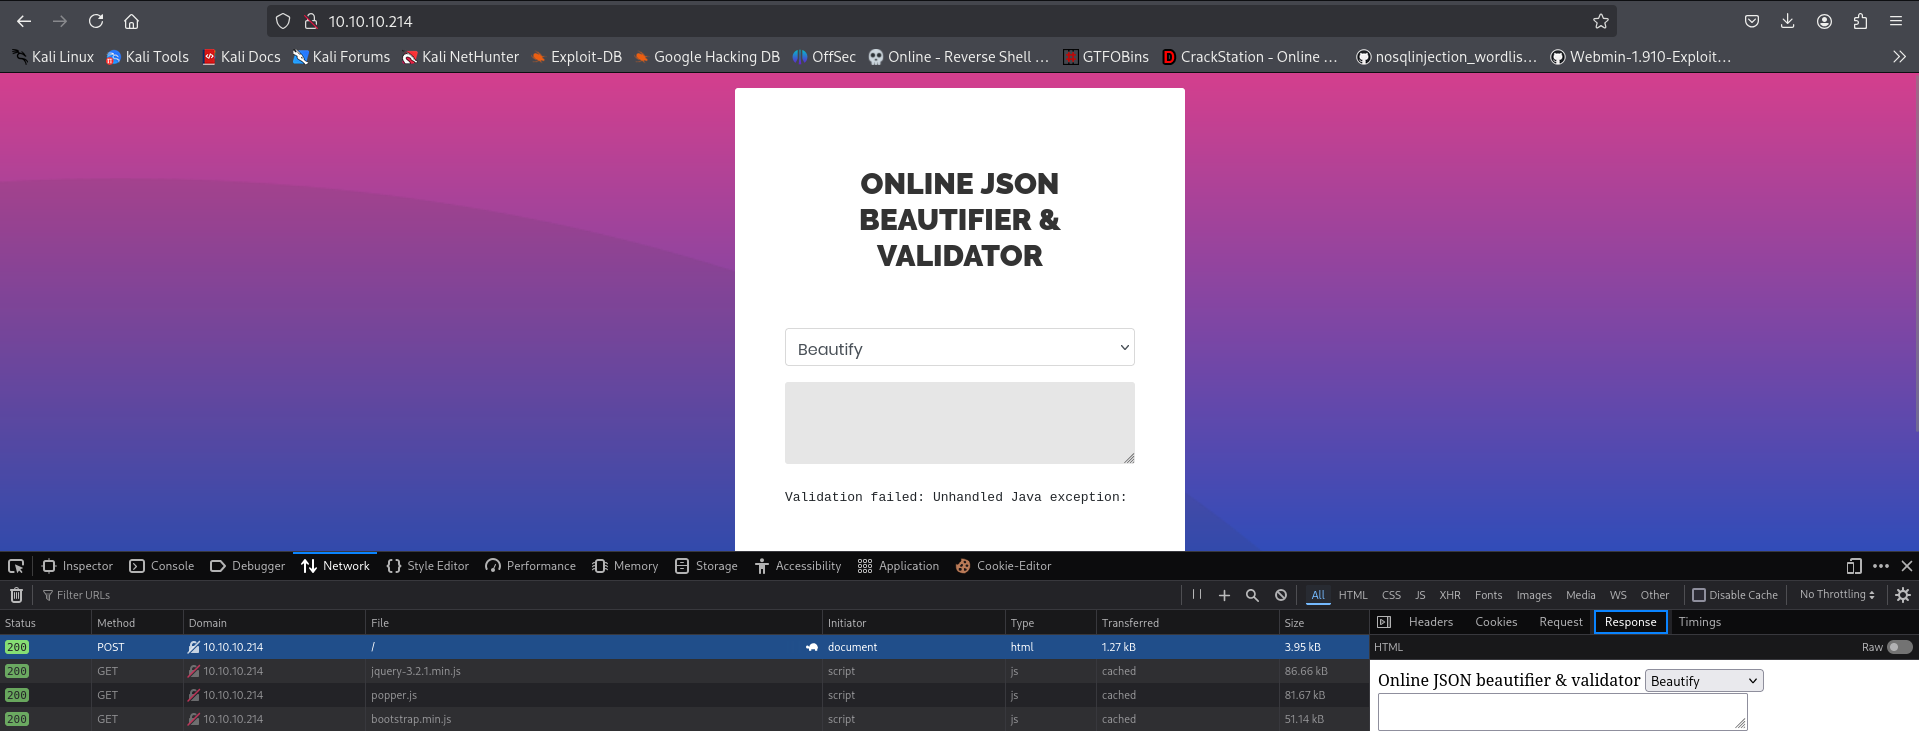 10.10.10.214
Kali Linux Kali Tools Kali Docs Kali Forums Kali NetHunter Exploit-DB Google Hacking DB OffSec Online - Reverse Shell … GTFOBins CrackStation - Online … nosqlinjection_wordlis… Webmin-1.910-Exploit…
ONLINE JSON
BEAUTIFIER &
VALIDATOR
Beautify
Validation failed: Unhandled Java exception:
Inspector Console Debugger Network Style Editor Performance Memory Storage Accessibility Application Cookie-Editor
Filter URLs All HTML CSS JS XHR Fonts Images Media WS Other Disable Cache No Throttling
Status Method Domain File Initiator Type Transferred Size Headers Cookies Request Response Timings
200 POST 10.10.10.214 / document html 1.27 kB 3.95 kB HTML Raw
200 GET 10.10.10.214 jquery-3.2.1.min.js script js cached 86.66 kB
Online JSON beautifier & validator Beautify
200 GET 10.10.10.214 popper.js script js cached 81.67 kB
200 GET 10.10.10.214 bootstrap.min.js script js cached 51.14 kB